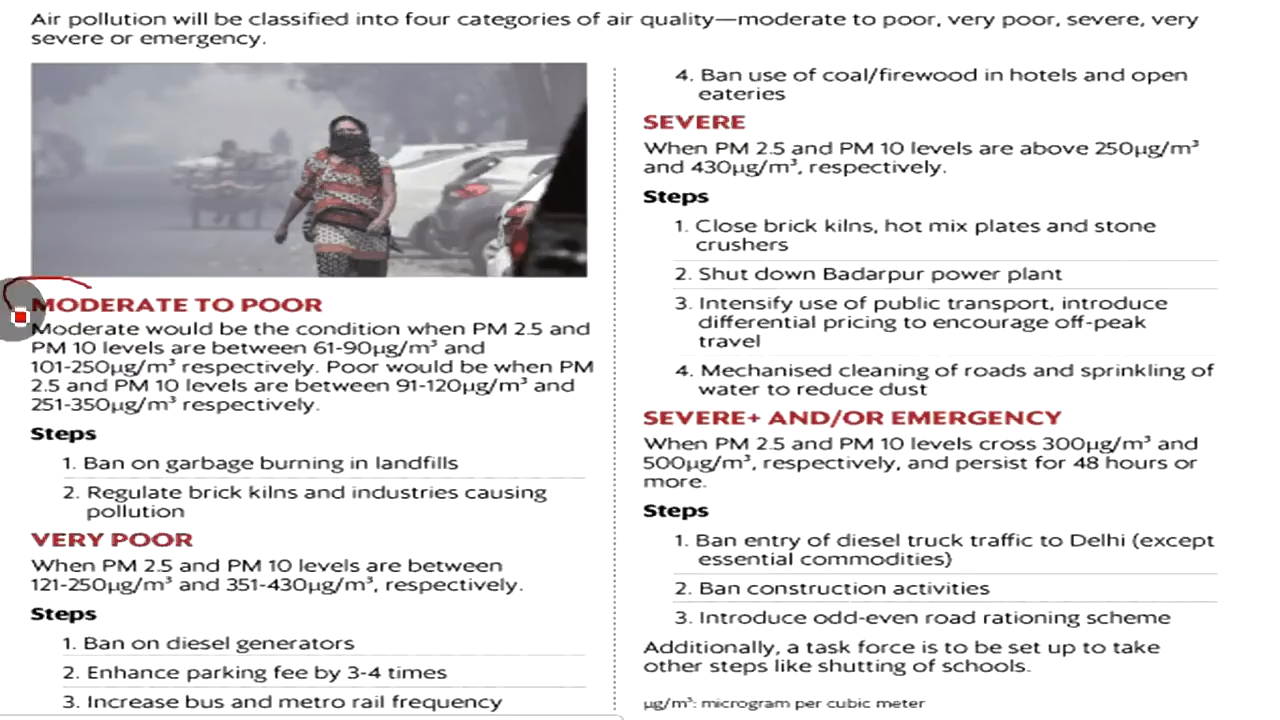 Air pollution will be classified into four categories of air quality—moderate to poor, very poor, severe, very
severe or emergency.
MODERATE TO POOR
Moderate would be the condition when PM 2.5 and
PM 10 levels are between 61-90µg/m³ and
101-250µg/m³ respectively. Poor would be when PM
2.5 and PM 10 levels are between 91-120µg/m³ and
251-350µg/m³ respectively.
Steps
1. Ban on garbage burning in landfills
2. Regulate brick kilns and industries causing
pollution
VERY POOR
When PM 2.5 and PM 10 levels are between
121-250µg/m³ and 351-430µg/m³, respectively.
Steps
1. Ban on diesel generators
2. Enhance parking fee by 3-4 times
3. Increase bus and metro rail frequency
4. Ban use of coal/firewood in hotels and open
eateries
SEVERE
When PM 2.5 and PM 10 levels are above 250µg/m³
and 430µg/m³, respectively.
Steps
1. Close brick kilns, hot mix plates and stone
crushers
2. Shut down Badarpur power plant
3. Intensify use of public transport, introduce
differential pricing to encourage off-peak
travel
4. Mechanised cleaning of roads and sprinkling of
water to reduce dust
SEVERE+ AND/OR EMERGENCY
When PM 2.5 and PM 10 levels cross 300µg/m³ and
500µg/m³, respectively, and persist for 48 hours or
more.
Steps
1. Ban entry of diesel truck traffic to Delhi (except
essential commodities)
2. Ban construction activities
3. Introduce odd-even road rationing scheme
Additionally, a task force is to be set up to take
other steps like shutting of schools.
µg/m³: microgram per cubic meter